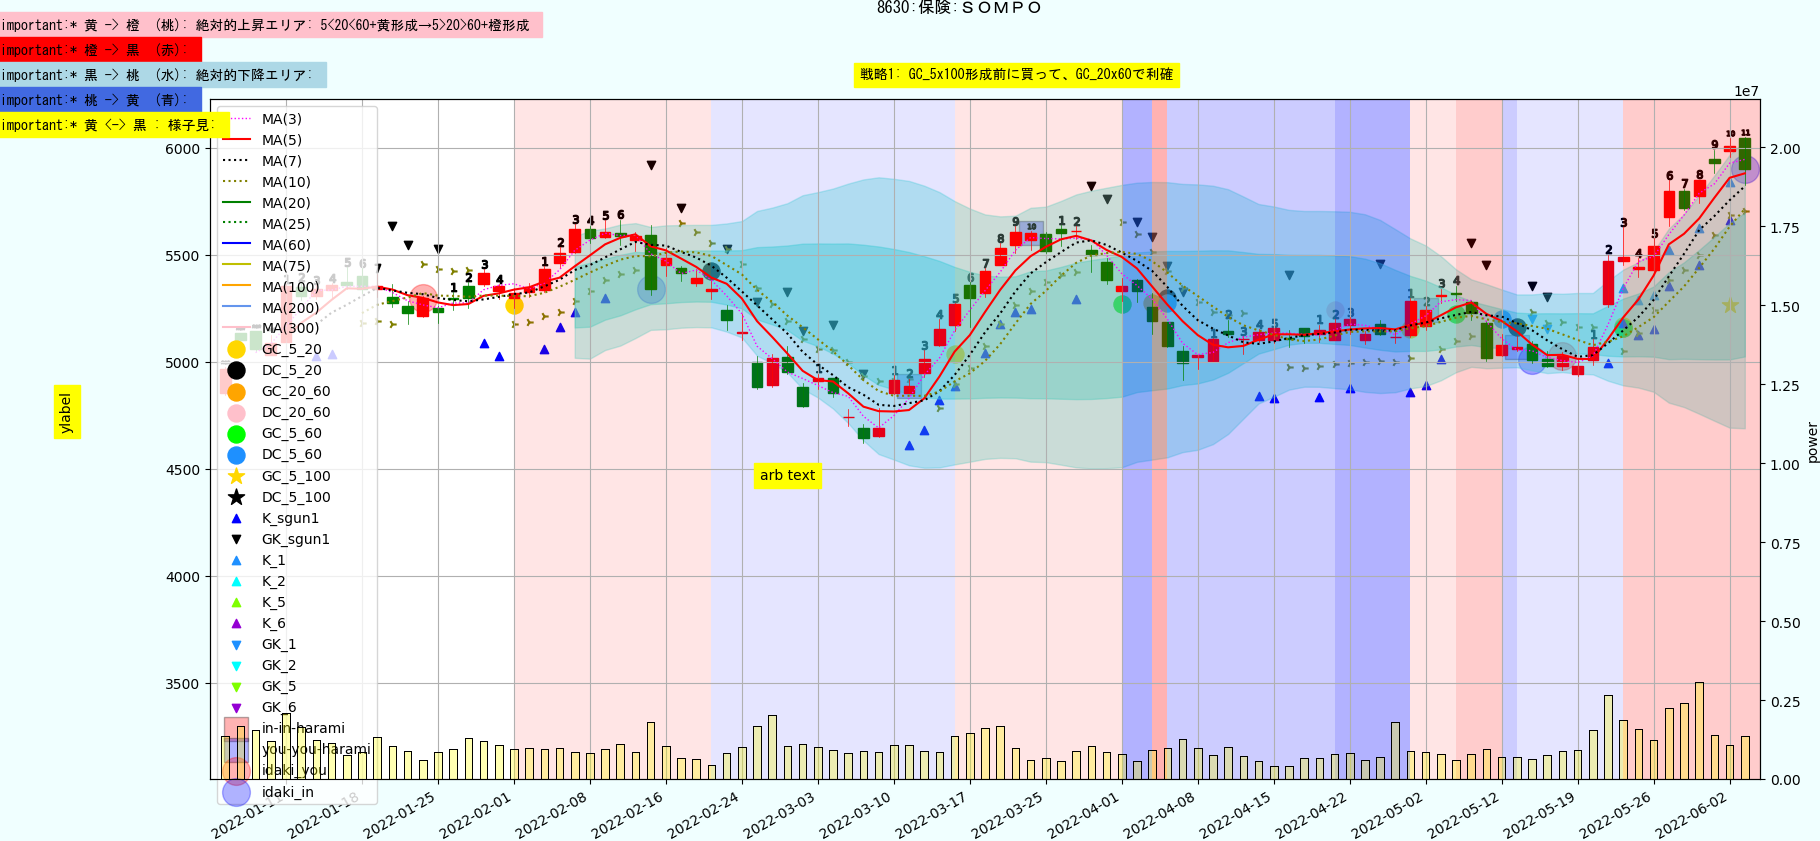 8630:保険:ＳＯＭＰＯ
important:* 黄 -> 橙 (桃): 絶対的上昇エリア: 5<20<60+黄形成→5>20>60+橙形成
important:* 橙 -> 黒 (赤):
important:* 黒 -> 桃 (水): 絶対的下降エリア:
important:* 桃 -> 黄 (青):
important:* 黄 <-> 黒 : 様子見:
戦略1: GC_5x100形成前に買って、GC_20x60で利確
1e7
MA(3)
MA(5)
MA(7)
MA(10)
MA(20)
MA(25)
MA(60)
MA(75)
MA(100)
MA(200)
MA(300)
GC_5_20
DC_5_20
GC_20_60
DC_20_60
GC_5_60
DC_5_60
GC_5_100
DC_5_100
K_sgun1
GK_sgun1
K_1
K_2
K_5
K_6
GK_1
GK_2
GK_5
GK_6
in-in-harami
you-you-harami
idaki_you
idaki_in
6000
5500
5000
4500
4000
3500
ylabel
arb text
2.00
1.75
1.50
1.25
1.00
0.75
0.50
0.25
0.00
power
2022-01-11
2022-01-18
2022-01-25
2022-02-01
2022-02-08
2022-02-16
2022-02-24
2022-03-03
2022-03-10
2022-03-17
2022-03-25
2022-04-01
2022-04-08
2022-04-15
2022-04-22
2022-05-02
2022-05-12
2022-05-19
2022-05-26
2022-06-02